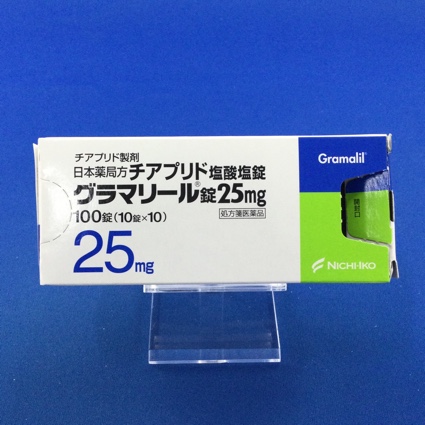 チアプリド製剤
日本薬局方チアプリド塩酸塩錠
グラマリール®錠25mg
100錠(10錠×10)
処方箋医薬品
25mg
Gramalil®
開封口
NICHI-IKO